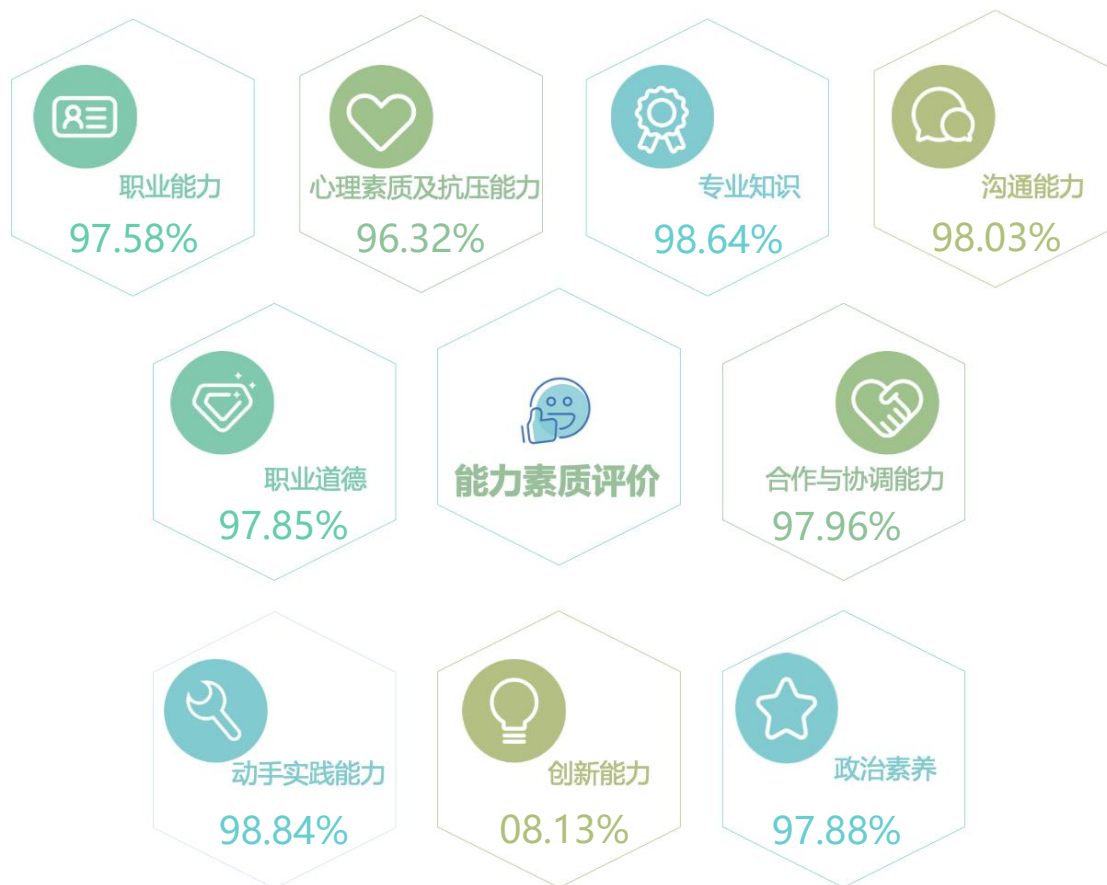 职业能力
97.58%
心理素质及抗压能力
96.32%
专业知识
98.64%
沟通能力
98.03%
职业道德
97.85%
能力素质评价
合作与协调能力
97.96%
动手实践能力
98.84%
创新能力
08.13%
政治素养
97.88%